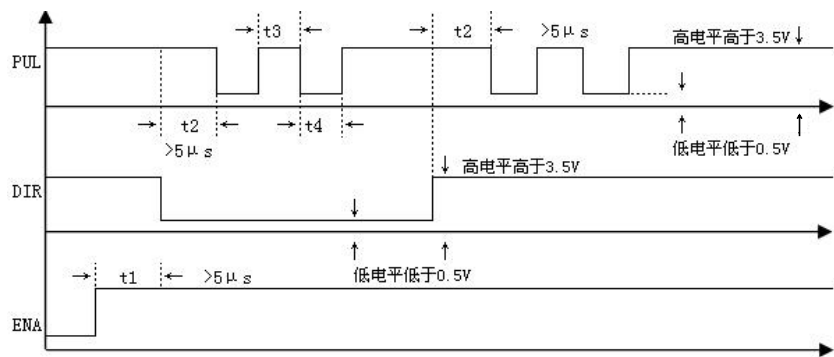 t3
t2
>5μs
高电平高于3.5V
PUL
t2
t4
>5μs
低电平低于0.5V
高电平高于3.5V
DIR
t1
>5μs
低电平低于0.5V
ENA